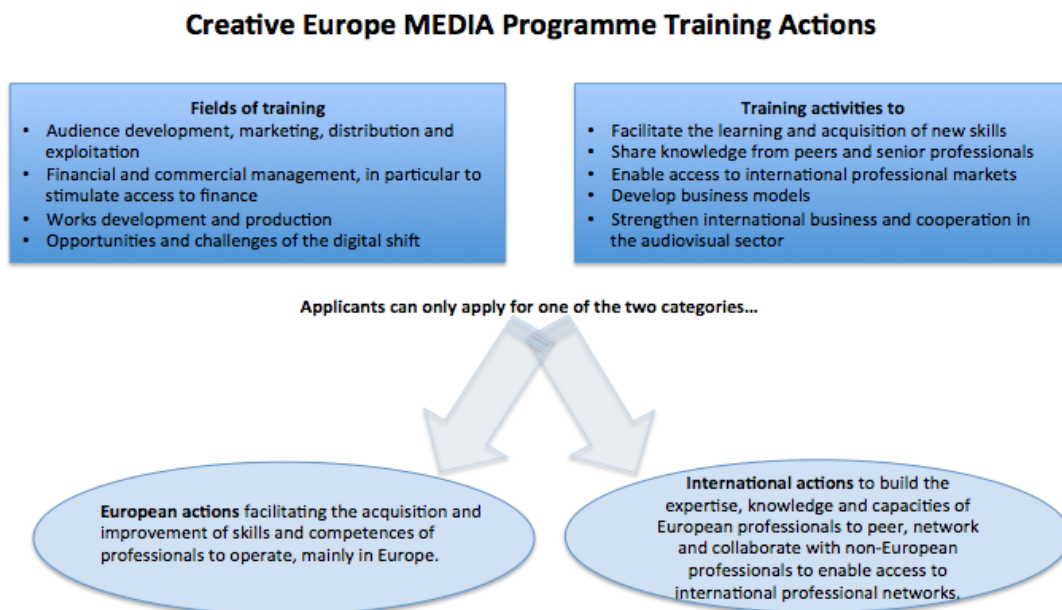 Creative Europe MEDIA Programme Training Actions
Fields of training
• Audience development, marketing, distribution and
exploitation
• Financial and commercial management, in particular to
stimulate access to finance
• Works development and production
• Opportunities and challenges of the digital shift
Training activities to
• Facilitate the learning and acquisition of new skills
• Share knowledge from peers and senior professionals
• Enable access to international professional markets
• Develop business models
• Strengthen international business and cooperation in
the audiovisual sector
Applicants can only apply for one of the two categories…
European actions facilitating the acquisition and
improvement of skills and competences of
professionals to operate, mainly in Europe.
International actions to build the
expertise, knowledge and capacities of
European professionals to peer, network
and collaborate with non-European
professionals to enable access to
international professional networks.